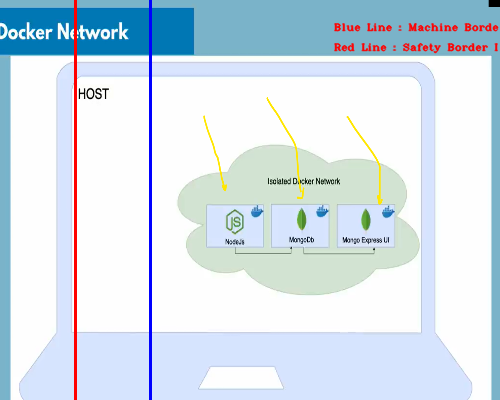 Docker Network
Blue Line : Machine Borde
Red Line : Safety Border
HOST
Isolated Docker Network
JS
NodeJs
MongoDb
Mongo Express UI